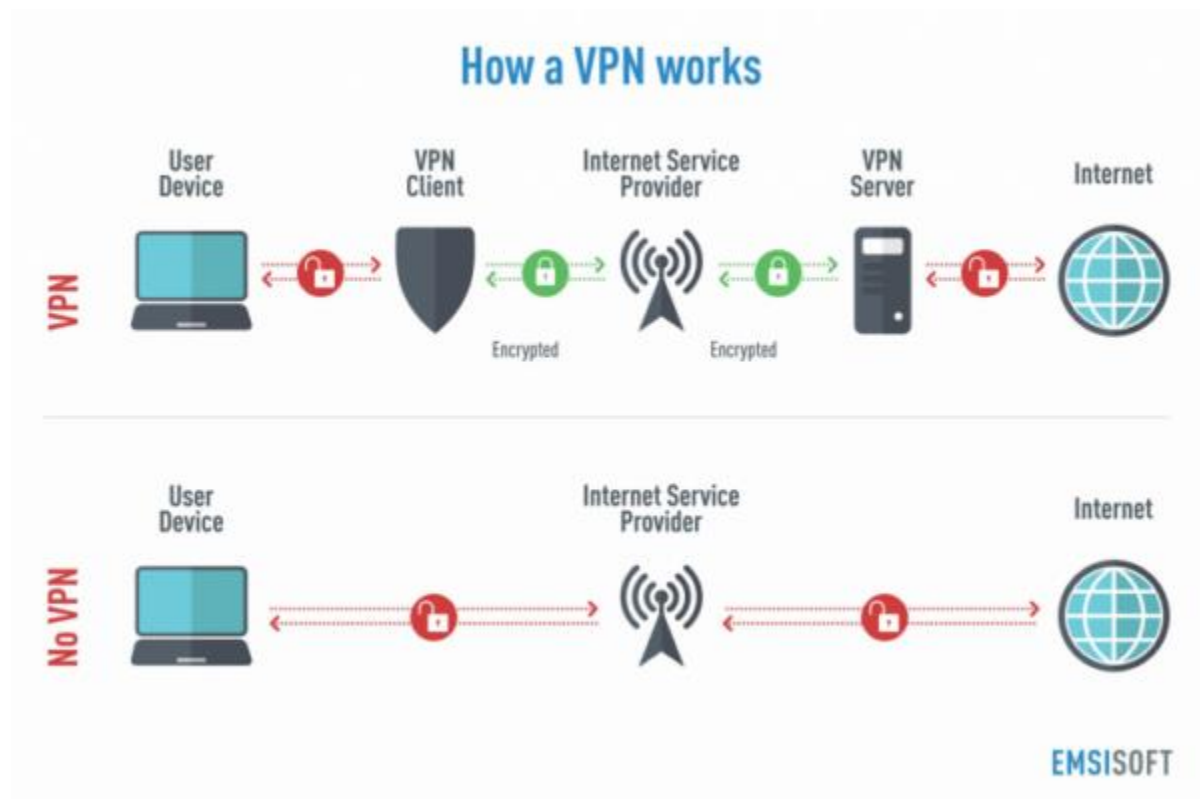 How a VPN works
User
Device
VPN
Client
Internet Service
Provider
VPN
Server
Internet
VPN
Encrypted
Encrypted
User
Device
Internet Service
Provider
Internet
No VPN
EMSISOFT